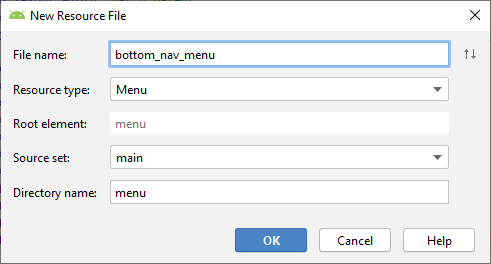 New Resource File
File name: bottom_nav_menu
Resource type: Menu
Root element: menu
Source set: main
Directory name: menu
OK Cancel Help